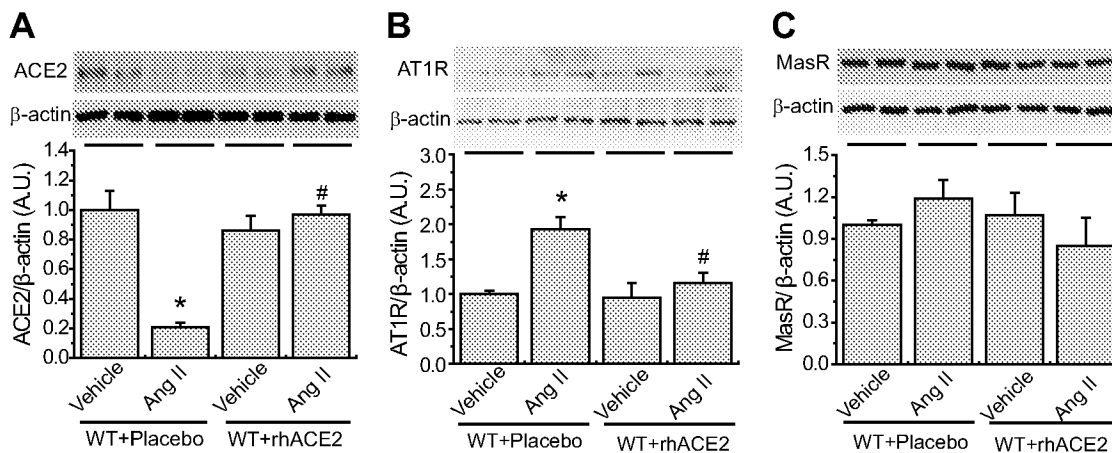 A
ACE2
β-actin
ACE2/β-actin (A.U.)
1.4
1.2
1.0
0.8
0.6
0.4
0.2
0.0
*
#
Vehicle
Ang II
Vehicle
Ang II
WT+Placebo
WT+rhACE2
B
AT1R
β-actin
AT1R/β-actin (A.U.)
3.0
2.5
2.0
1.5
1.0
0.5
0.0
*
#
Vehicle
Ang II
Vehicle
Ang II
WT+Placebo
WT+rhACE2
C
MasR
β-actin
MasR/ β-actin (A.U.)
1.5
1.2
0.9
0.6
0.3
0.0
Vehicle
Ang II
Vehicle
Ang II
WT+Placebo
WT+rhACE2